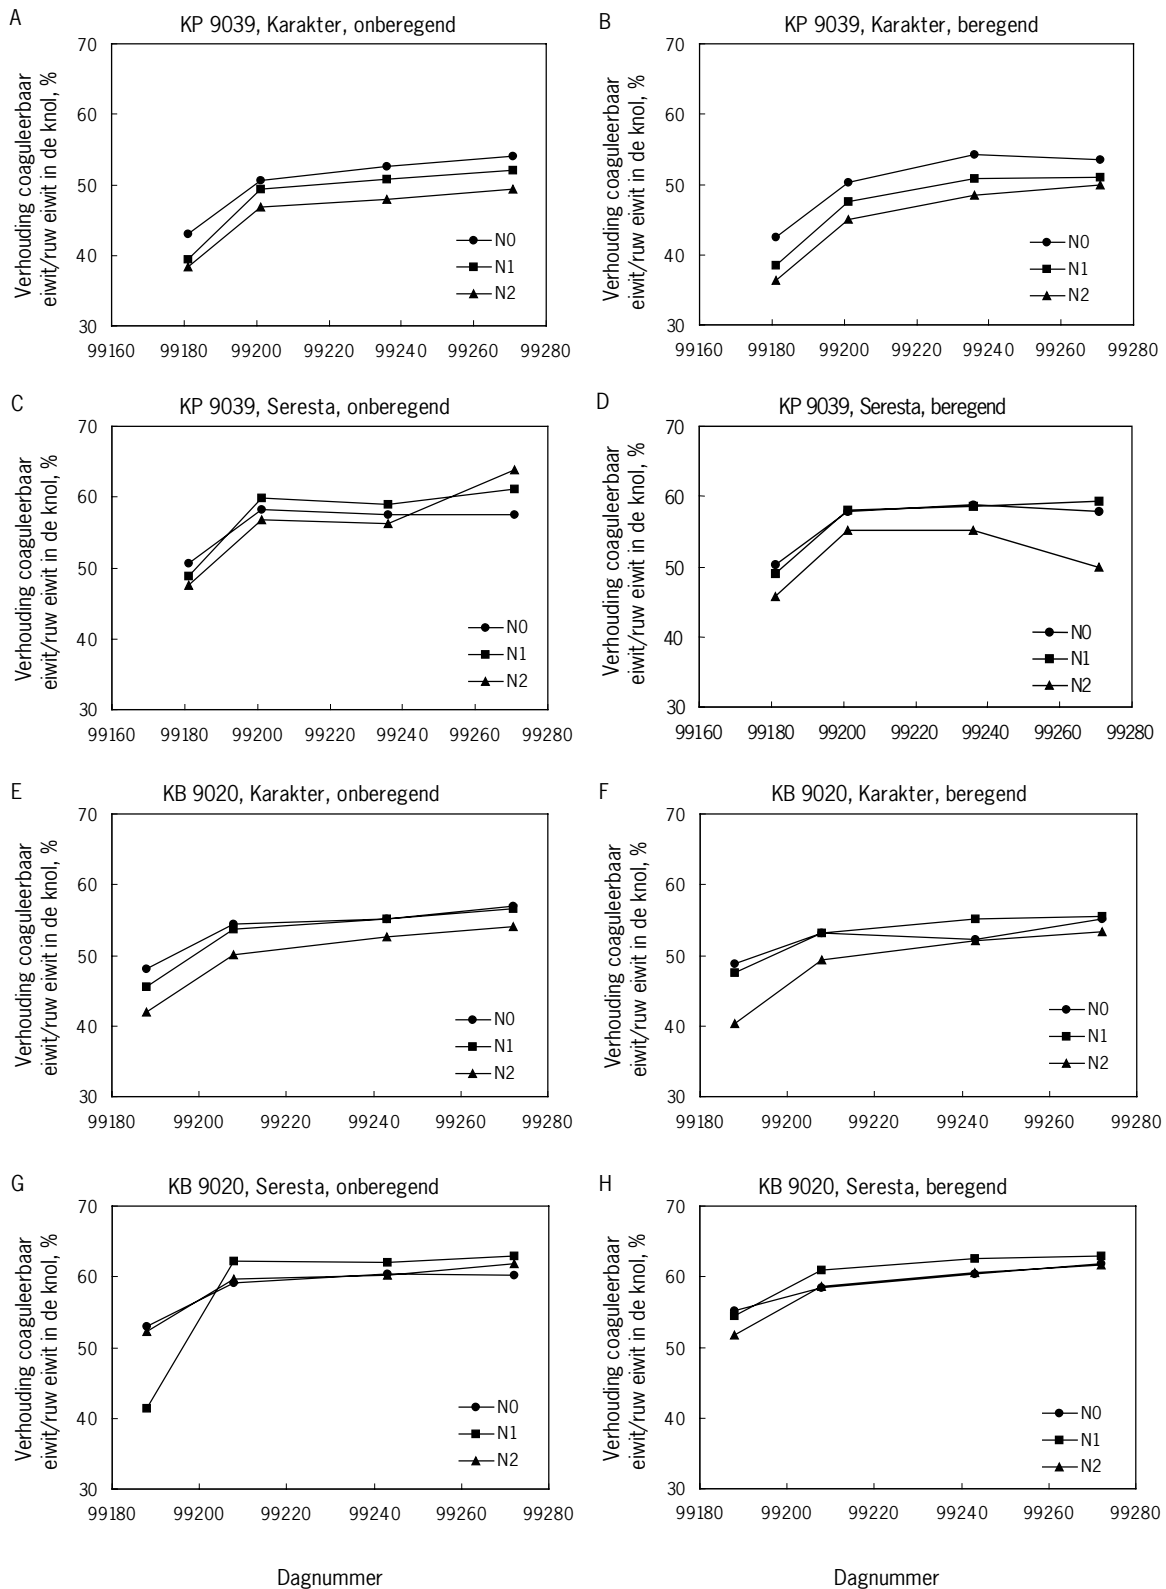 A
KP 9039, Karakter, onberegend
Verhouding coaguleerbaar
eiwit/ruw eiwit in de knol, %
70
60
50
40
30
N0
N1
N2
99160 99180 99200 99220 99240 99260 99280
B
KP 9039, Karakter, beregend
Verhouding coaguleerbaar
eiwit/ruw eiwit in de knol, %
70
60
50
40
30
N0
N1
N2
99160 99180 99200 99220 99240 99260 99280
C
KP 9039, Seresta, onberegend
Verhouding coaguleerbaar
eiwit/ruw eiwit in de knol, %
70
60
50
40
30
N0
N1
N2
99160 99180 99200 99220 99240 99260 99280
D
KP 9039, Seresta, beregend
Verhouding coaguleerbaar
eiwit/ruw eiwit in de knol, %
70
60
50
40
30
N0
N1
N2
99160 99180 99200 99220 99240 99260 99280
E
KB 9020, Karakter, onberegend
Verhouding coaguleerbaar
eiwit/ruw eiwit in de knol, %
70
60
50
40
30
N0
N1
N2
99180 99200 99220 99240 99260 99280
F
KB 9020, Karakter, beregend
Verhouding coaguleerbaar
eiwit/ruw eiwit in de knol, %
70
60
50
40
30
N0
N1
N2
99180 99200 99220 99240 99260 99280
G
KB 9020, Seresta, onberegend
Verhouding coaguleerbaar
eiwit/ruw eiwit in de knol, %
70
60
50
40
30
N0
N1
N2
99180 99200 99220 99240 99260 99280
Dagnummer
H
KB 9020, Seresta, beregend
Verhouding coaguleerbaar
eiwit/ruw eiwit in de knol, %
70
60
50
40
30
N0
N1
N2
99180 99200 99220 99240 99260 99280
Dagnummer